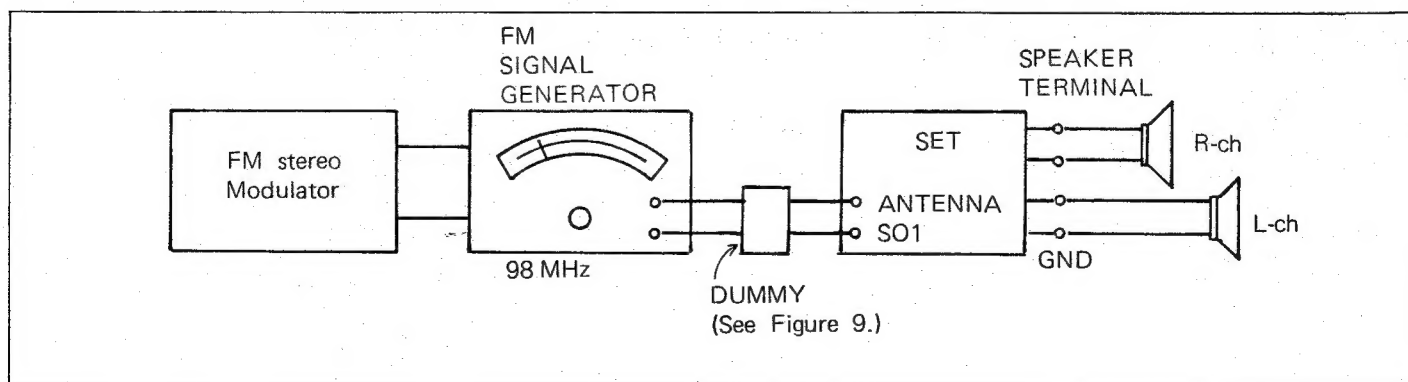 FM stereo
Modulator
FM
SIGNAL
GENERATOR
98 MHz
DUMMY
(See Figure 9.)
SET
ANTENNA
SO1
SPEAKER
TERMINAL
R-ch
L-ch
GND